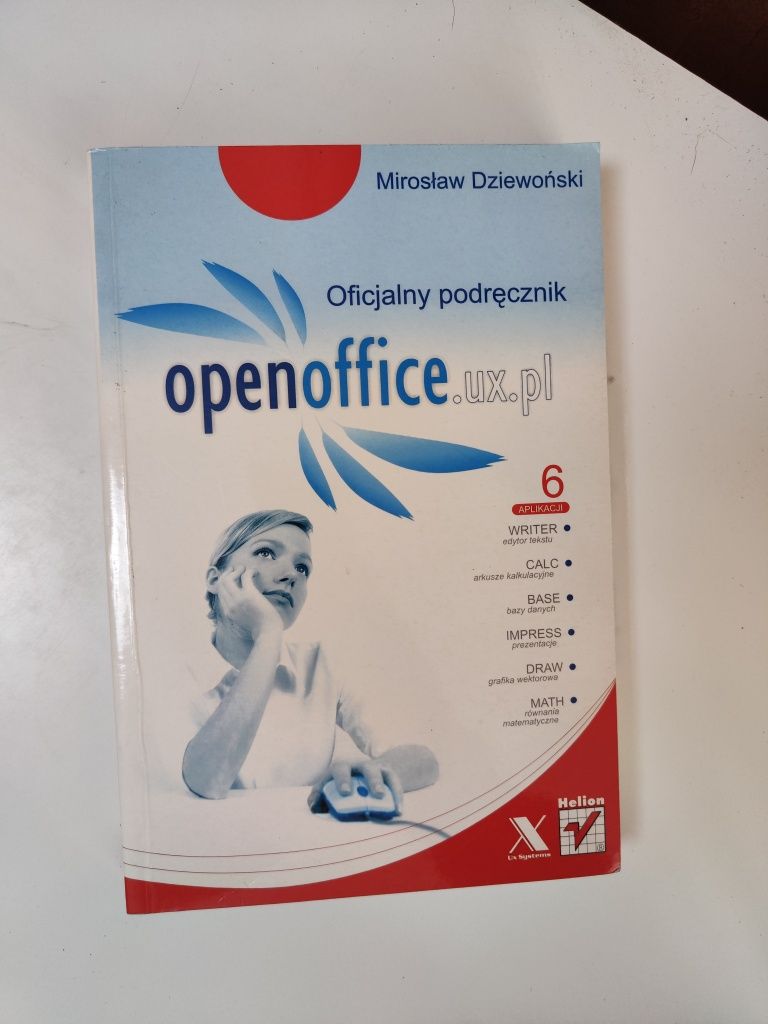 Mirosław Dziewoński
Oficjalny podręcznik
openoffice.ux.pl
6
APLIKACJI
WRITER
edytor tekstu
CALC
arkusze kalkulacyjne
BASE
bazy danych
IMPRESS
prezentacje
DRAW
grafika wektorowa
MATH
równania
matematyczne
Helion
X
Ux Systems